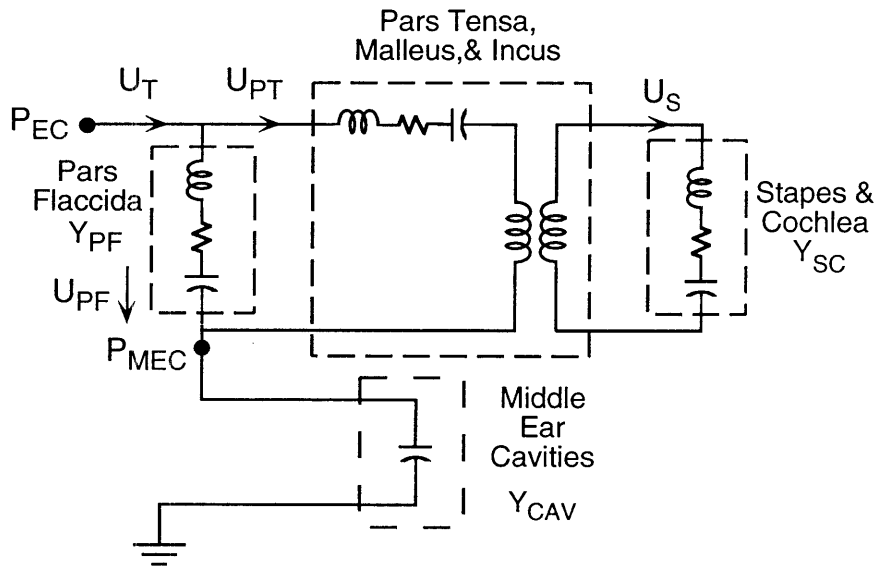 Pars Tensa,
Malleus,& Incus
U_T
U_PT
U_S
P_EC
Pars
Flaccida
Y_PF
Stapes &
Cochlea
Y_SC
U_PF
P_MEC
Middle
Ear
Cavities
Y_CAV